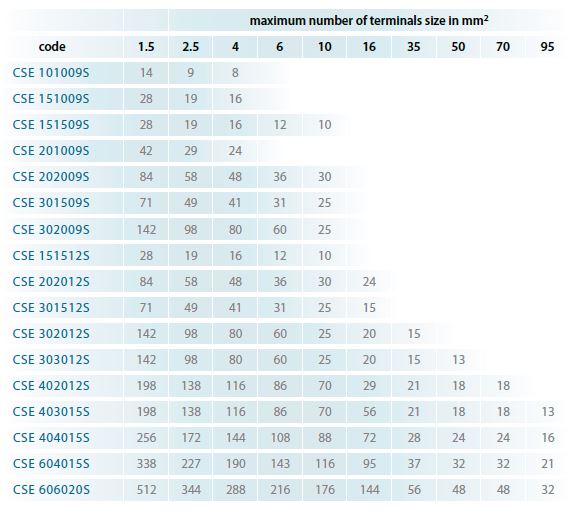 maximum number of terminals size in mm²
code 1.5 2.5 4 6 10 16 35 50 70 95
CSE 101009S 14 9 8
CSE 151009S 28 19 16
CSE 151509S 28 19 16 12 10
CSE 201009S 42 29 24
CSE 202009S 84 58 48 36 30
CSE 301509S 71 49 41 31 25
CSE 302009S 142 98 80 60 25
CSE 151512S 28 19 16 12 10
CSE 202012S 84 58 48 36 30 24
CSE 301512S 71 49 41 31 25 15
CSE 302012S 142 98 80 60 25 20 15
CSE 303012S 142 98 80 60 25 20 15 13
CSE 402012S 198 138 116 86 70 29 21 18 18
CSE 403015S 198 138 116 86 70 56 21 18 18 13
CSE 404015S 256 172 144 108 88 72 28 24 24 16
CSE 604015S 338 227 190 143 116 95 37 32 32 21
CSE 606020S 512 344 288 216 176 144 56 48 48 32